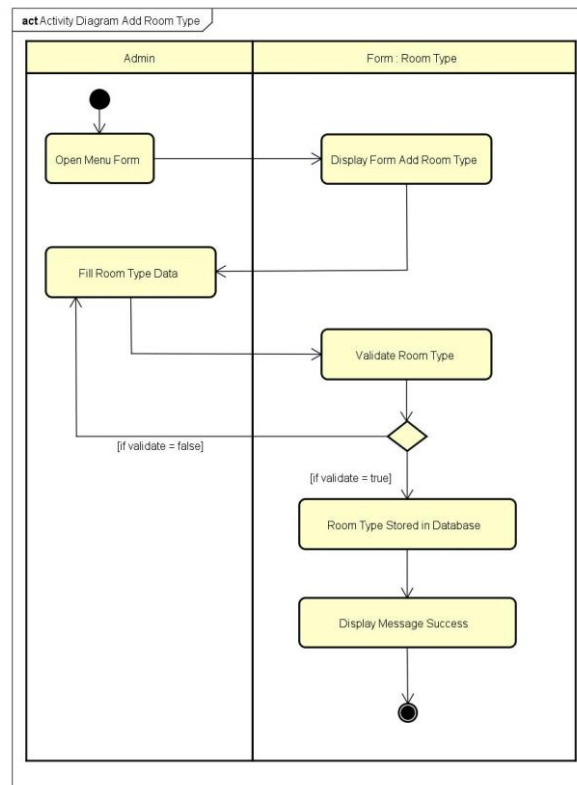 act Activity Diagram Add Room Type
Admin
Form : Room Type
Open Menu Form
Display Form Add Room Type
Fill Room Type Data
Validate Room Type
[if validate = false]
[if validate = true]
Room Type Stored in Database
Display Message Success